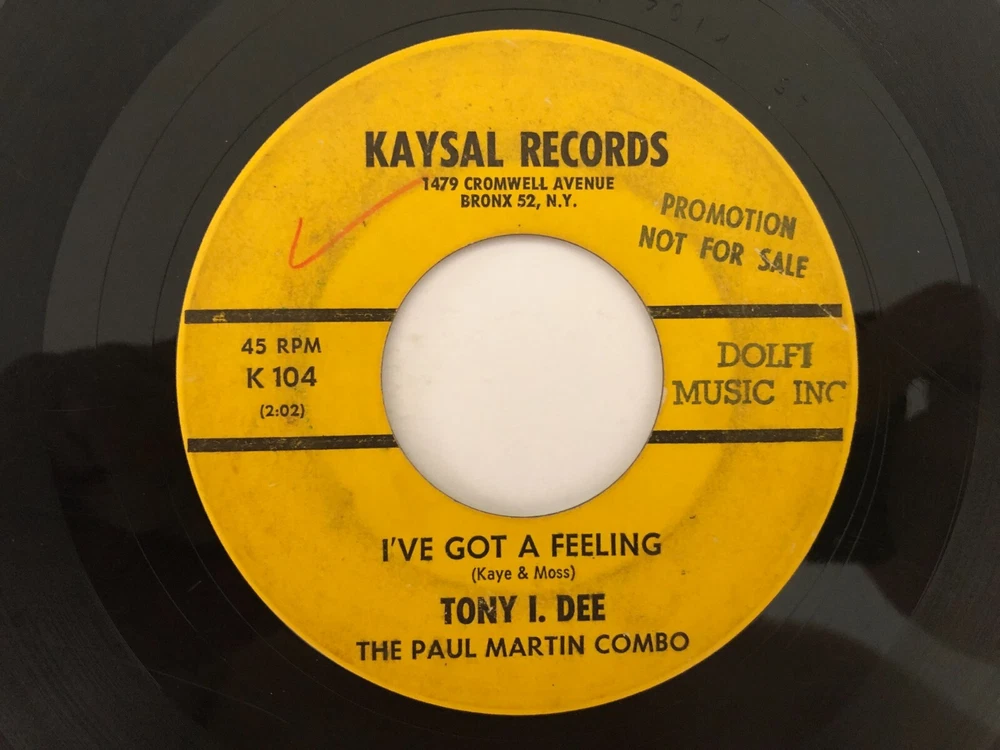 KAYSAL RECORDS
1479 CROMWELL AVENUE
BRONX 52, N.Y.
PROMOTION
NOT FOR SALE
45 RPM
K 104
(2:02)
DOLFI
MUSIC INC
I'VE GOT A FEELING
(Kaye & Moss)
TONY I. DEE
THE PAUL MARTIN COMBO